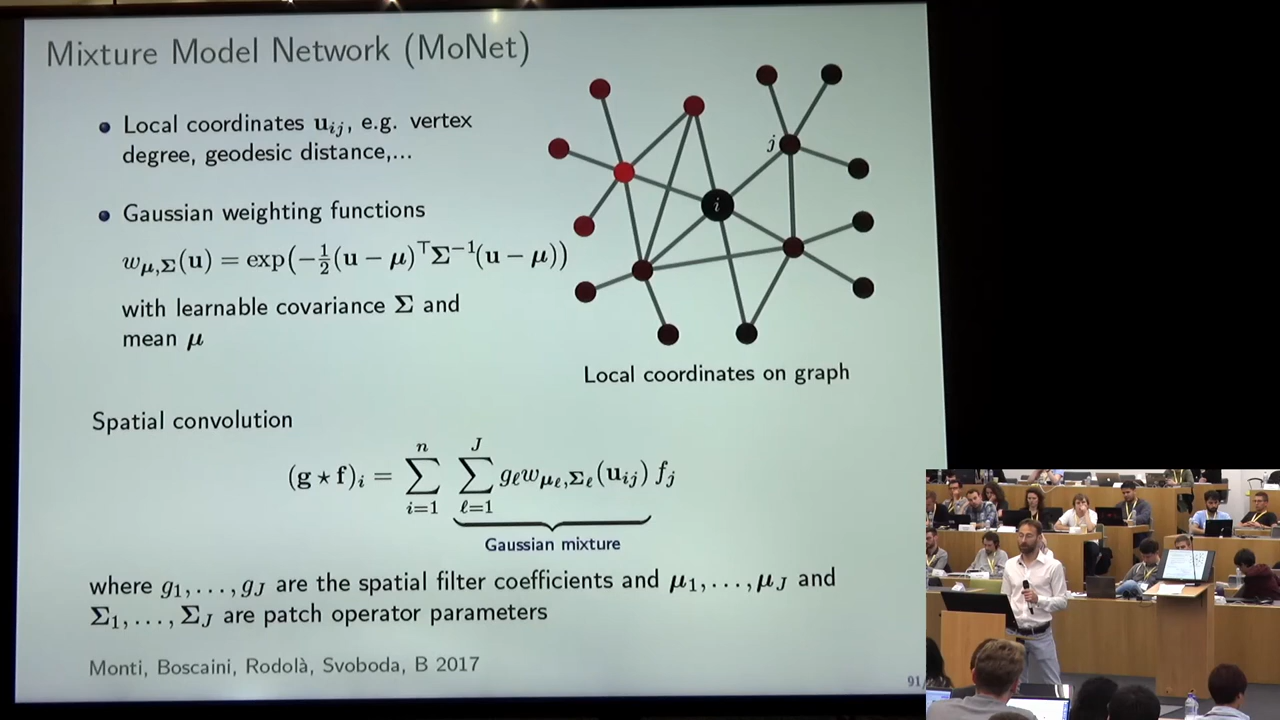 Mixture Model Network (MoNet)
Local coordinates u_ij, e.g. vertex
degree, geodesic distance,...
Gaussian weighting functions
w_μ,Σ(u) = exp(−½(u − μ)^⊤Σ^−1(u − μ))
with learnable covariance Σ and
mean μ
j
i
Local coordinates on graph
Spatial convolution
(g ⋆ f)_i = ∑_{i=1}^{n} ∑_{ℓ=1}^{J} g_ℓ w_{μ_ℓ,Σ_ℓ}(u_ij) f_j
Gaussian mixture
where g_1, . . . , g_J are the spatial filter coefficients and μ_1, . . . , μ_J and
Σ_1, . . . , Σ_J are patch operator parameters
Monti, Boscaini, Rodolà, Svoboda, B 2017